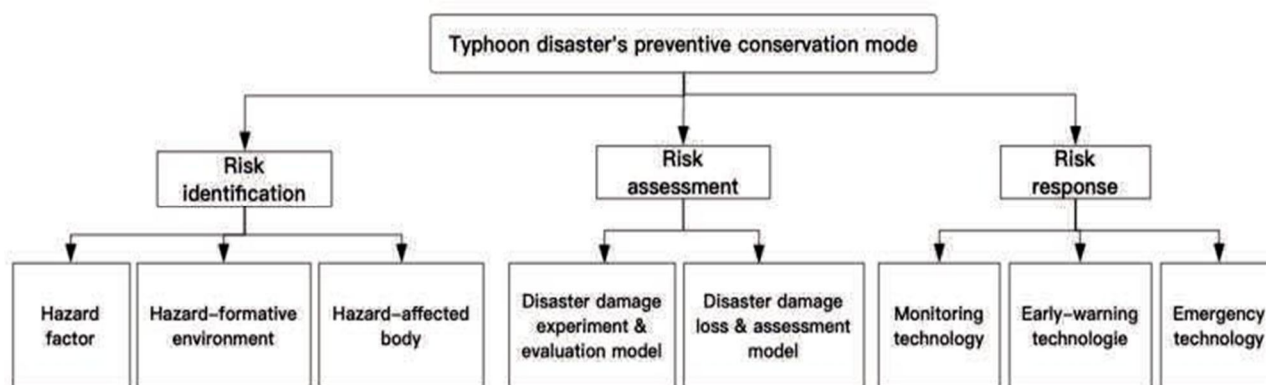 Typhoon disaster's preventive conservation mode
Risk
identification
Risk
assessment
Risk
response
Hazard
factor
Hazard–formative
environment
Hazard–affected
body
Disaster damage
experiment &
evaluation model
Disaster damage
loss & assessment
model
Monitoring
technology
Early–warning
technologie
Emergency
technology